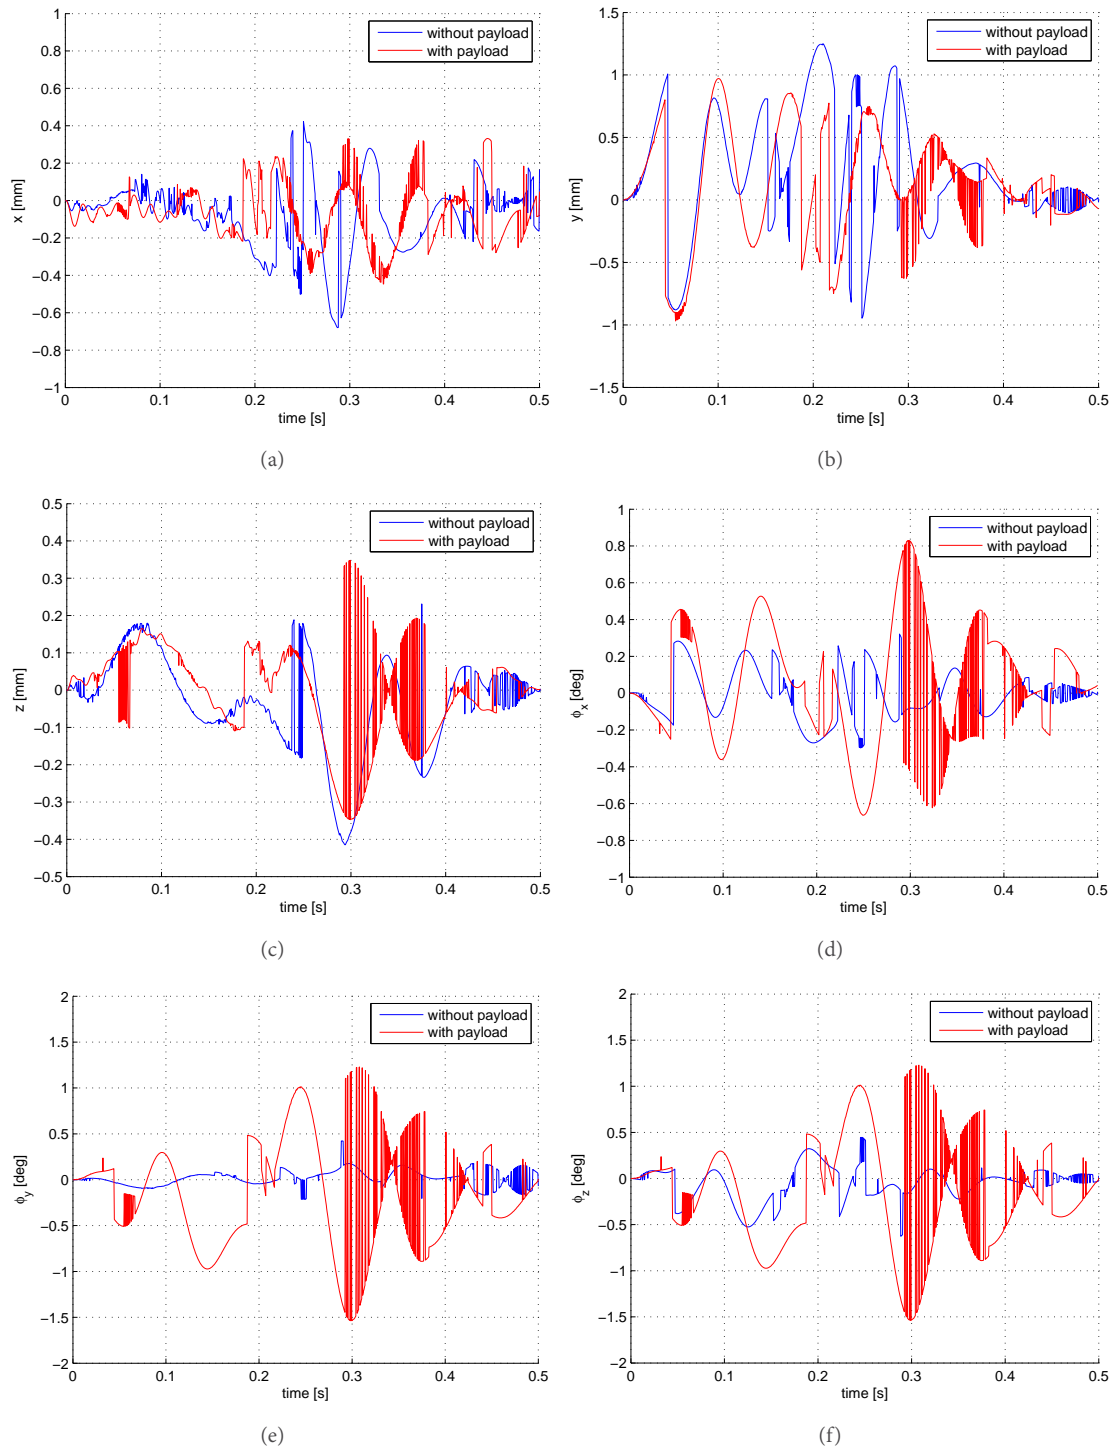 1
0.8
0.6
0.4
0.2
0
−0.2
−0.4
−0.6
−0.8
−1
x [mm]
without payload
with payload
0 0.1 0.2 0.3 0.4 0.5
time [s]
(a)
1.5
1
0.5
0
−0.5
−1
−1.5
y [mm]
without payload
with payload
0 0.1 0.2 0.3 0.4 0.5
time [s]
(b)
0.5
0.4
0.3
0.2
0.1
0
−0.1
−0.2
−0.3
−0.4
−0.5
z [mm]
without payload
with payload
0 0.1 0.2 0.3 0.4 0.5
time [s]
(c)
1
0.8
0.6
0.4
0.2
0
−0.2
−0.4
−0.6
−0.8
−1
ϕx [deg]
without payload
with payload
0 0.1 0.2 0.3 0.4 0.5
time [s]
(d)
2
1.5
1
0.5
0
−0.5
−1
−1.5
−2
ϕy [deg]
without payload
with payload
0 0.1 0.2 0.3 0.4 0.5
time [s]
(e)
2
1.5
1
0.5
0
−0.5
−1
−1.5
−2
ϕz [deg]
without payload
with payload
0 0.1 0.2 0.3 0.4 0.5
time [s]
(f)